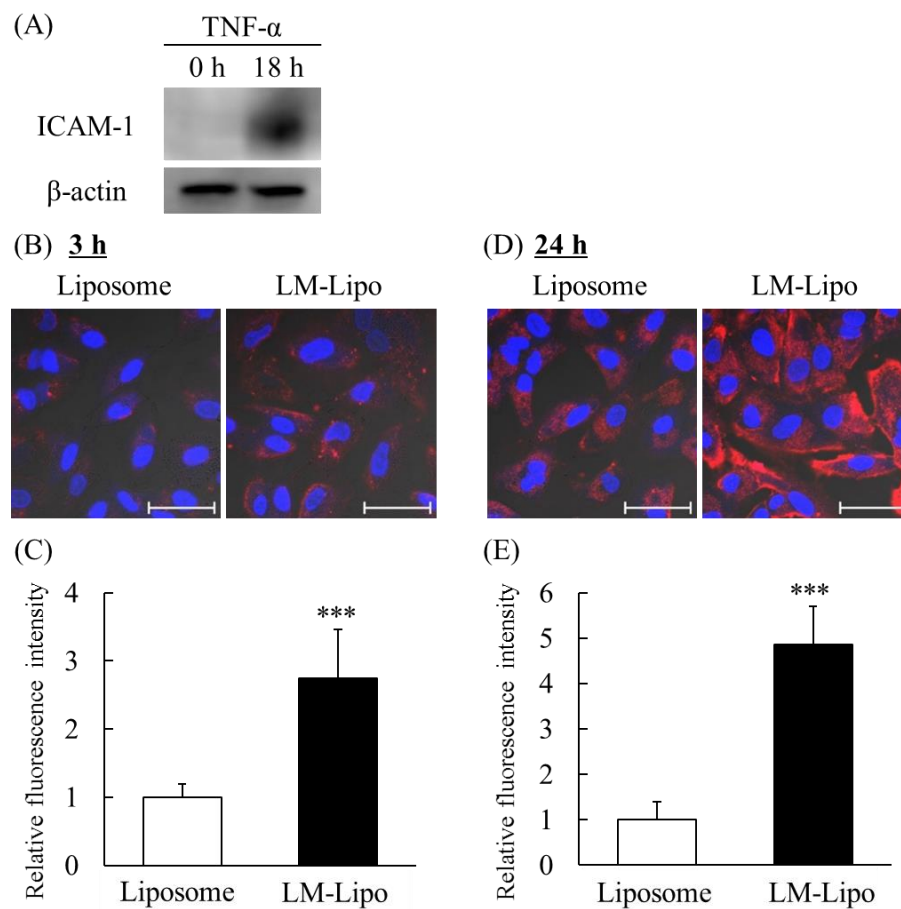 (A)
TNF-α
0 h 18 h
ICAM-1
β-actin
(B) 3 h
Liposome LM-Lipo
(D) 24 h
Liposome LM-Lipo
(C)
Relative fluorescence intensity
4
3
2
1
0
***
Liposome LM-Lipo
(E)
Relative fluorescence intensity
6
5
4
3
2
1
0
***
Liposome LM-Lipo